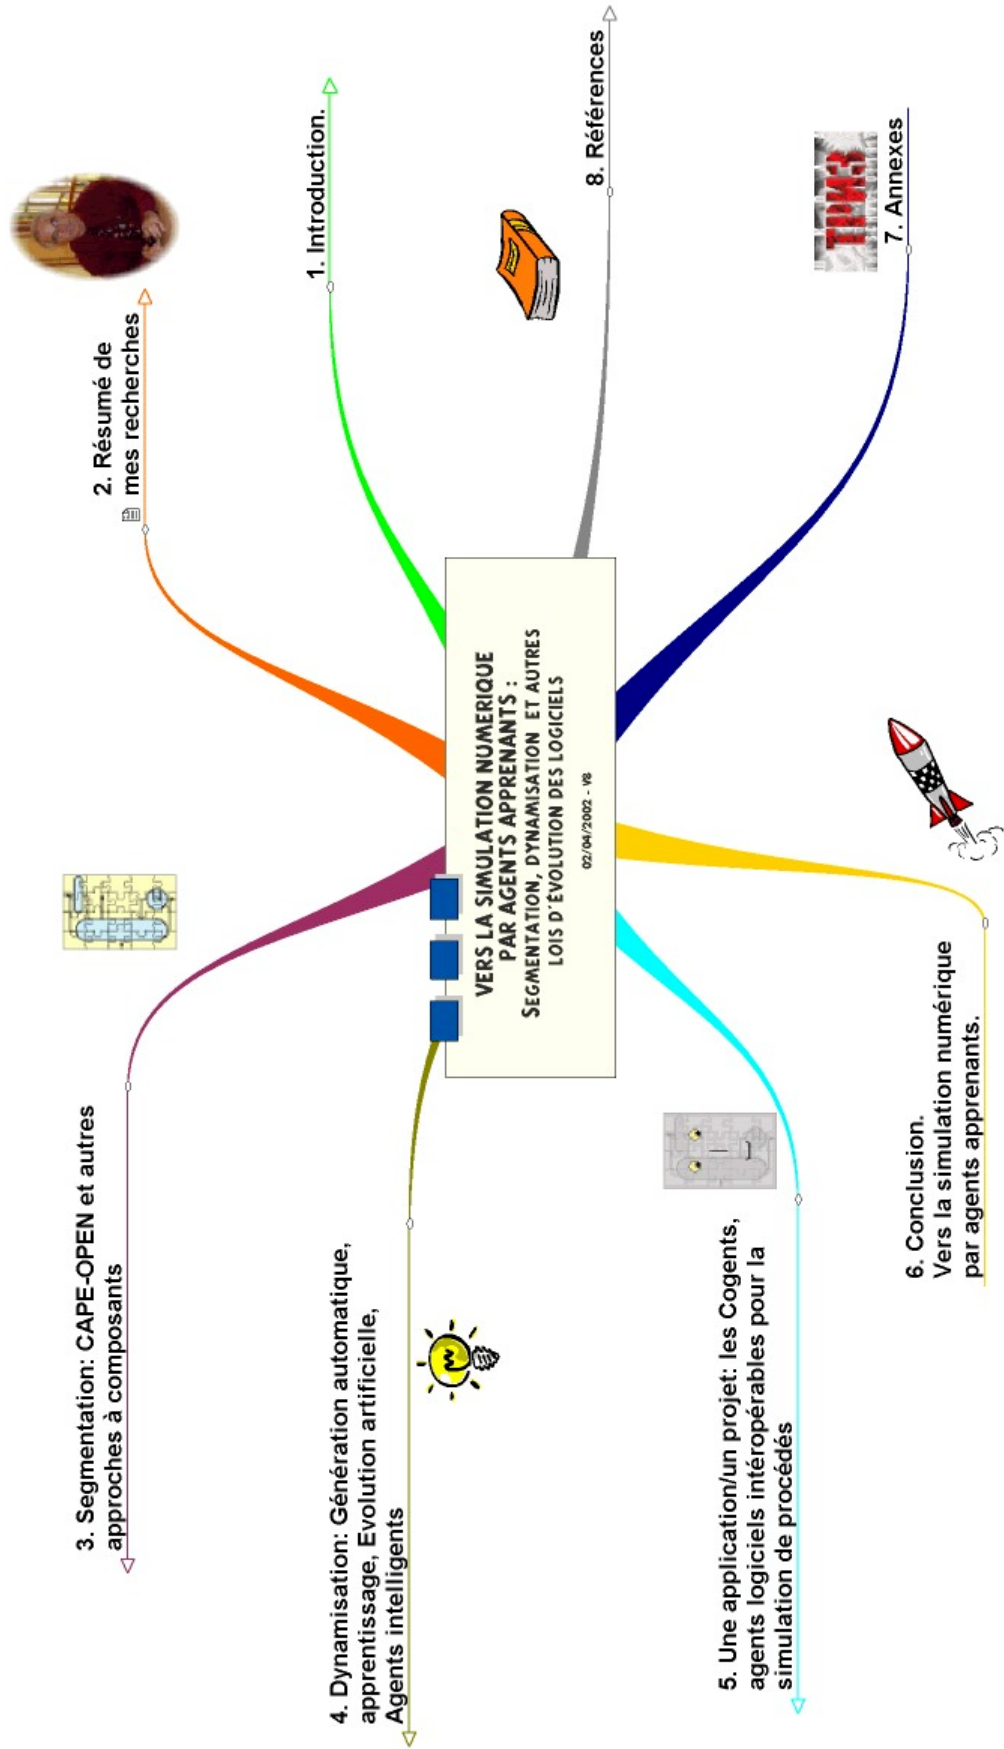 VERS LA SIMULATION NUMERIQUE
PAR AGENTS APPRENANTS :
SEGMENTATION, DYNAMISATION ET AUTRES
LOIS D'ÉVOLUTION DES LOGICIELS
02/04/2002 - V8
1. Introduction.
2. Résumé de
mes recherches
3. Segmentation: CAPE-OPEN et autres
approches à composants
4. Dynamisation: Génération automatique,
apprentissage, Evolution artificielle,
Agents intelligents
5. Une application/un projet: les Cogents,
agents logiciels intéropérables pour la
simulation de procédés
6. Conclusion.
Vers la simulation numérique
par agents apprenants.
ТРИЗ
7. Annexes
8. Références